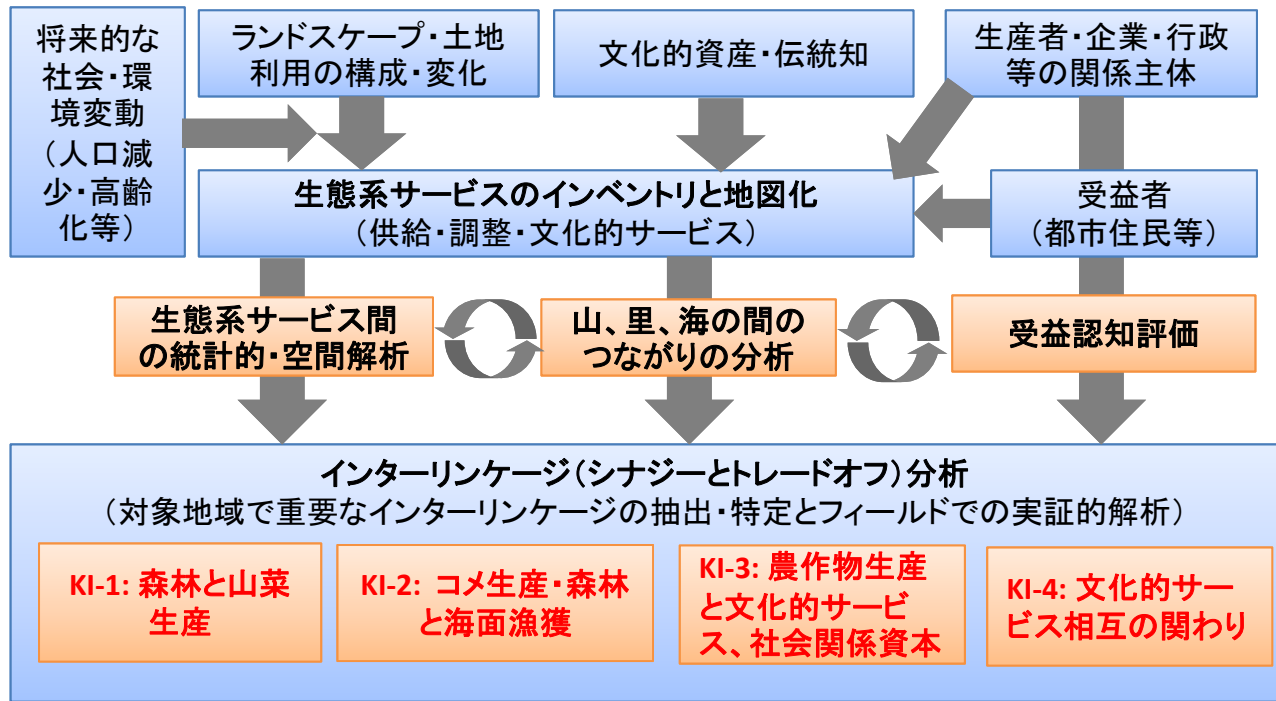 将来的な
社会・環
境変動
（人口減
少・高齢
化等）
ランドスケープ・土地
利用の構成・変化
文化的資産・伝統知
生産者・企業・行政
等の関係主体
生態系サービスのインベントリと地図化
（供給・調整・文化的サービス）
受益者
（都市住民等）
生態系サービス間
の統計的・空間解析
山、里、海の間の
つながりの分析
受益認知評価
インターリンケージ（シナジーとトレードオフ）分析
（対象地域で重要なインターリンケージの抽出・特定とフィールドでの実証的解析）
KI-1: 森林と山菜
生産
KI-2: コメ生産・森林
と海面漁獲
KI-3: 農作物生産
と文化的サービ
ス、社会関係資本
KI-4: 文化的サー
ビス相互の関わり